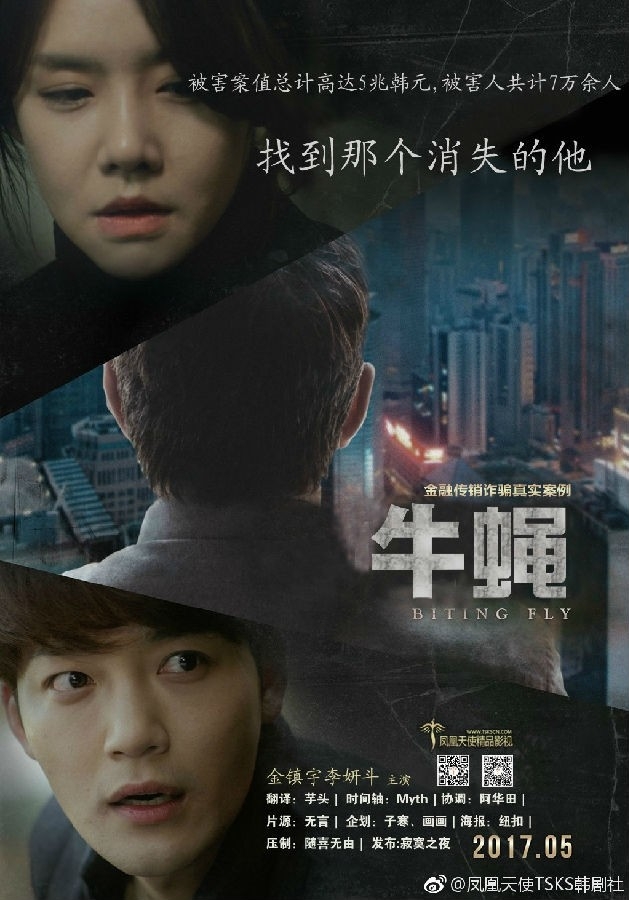 被害案值总计高达5兆韩元,被害人共计7万余人
找到那个消失的他
金融传销诈骗真实案例
牛蝇
BITING FLY
WWW.TSKSCN.COM
凤凰天使精品影视
金镇宇李妍斗 主演
翻译：芋头 | 时间轴：Myth | 协调：阿华田 |
片源：无言 | 企划：子寒、画画 | 海报：纽扣 |
压制：随喜无由 | 发布:寂寞之夜
2017.05
@凤凰天使TSKS韩剧社